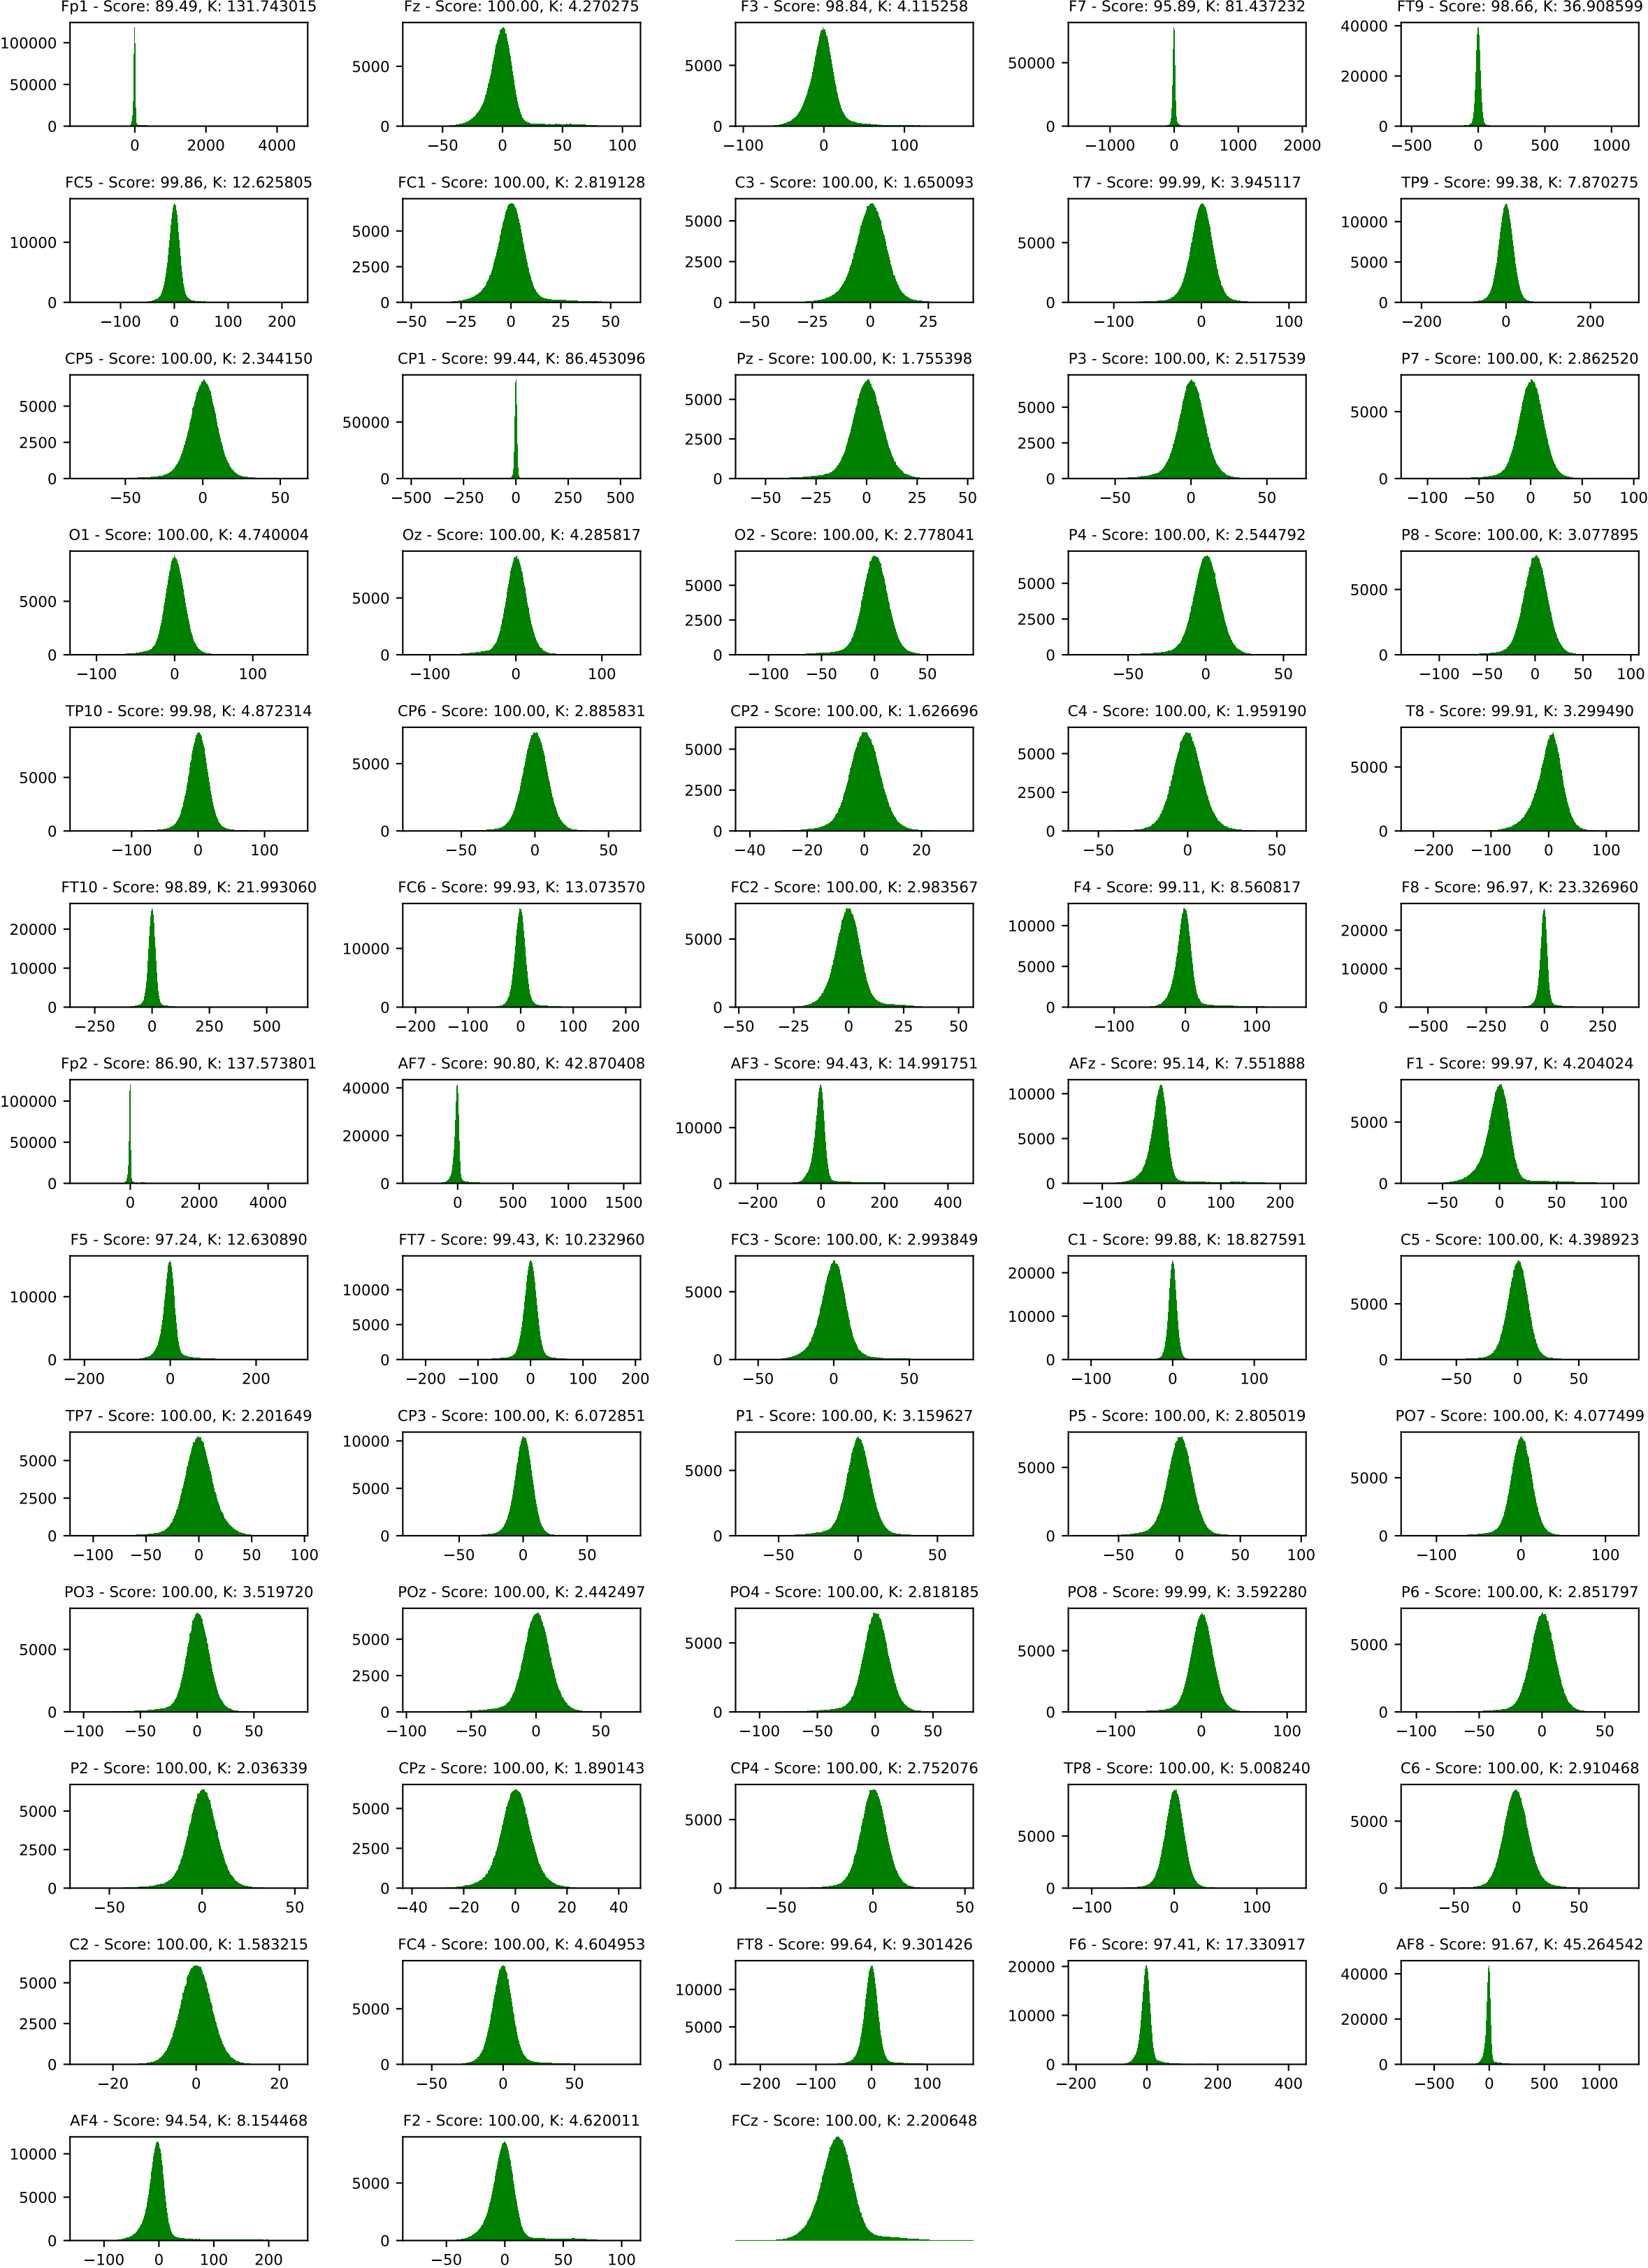 Fp1 - Score: 89.49, K: 131.743015
Fz - Score: 100.00, K: 4.270275
F3 - Score: 98.84, K: 4.115258
F7 - Score: 95.89, K: 81.437232
FT9 - Score: 98.66, K: 36.908599
100000
50000
0
0 2000 4000
5000
0
−50 0 50 100
5000
0
−100 0 100
50000
0
−1000 0 1000 2000
40000
20000
0
−500 0 500 1000
FC5 - Score: 99.86, K: 12.625805
FC1 - Score: 100.00, K: 2.819128
C3 - Score: 100.00, K: 1.650093
T7 - Score: 99.99, K: 3.945117
TP9 - Score: 99.38, K: 7.870275
10000
0
−100 0 100 200
5000
2500
0
−50 −25 0 25 50
5000
2500
0
−50 −25 0 25
5000
0
−100 0 100
10000
5000
0
−200 0 200
CP5 - Score: 100.00, K: 2.344150
CP1 - Score: 99.44, K: 86.453096
Pz - Score: 100.00, K: 1.755398
P3 - Score: 100.00, K: 2.517539
P7 - Score: 100.00, K: 2.862520
5000
2500
0
−50 0 50
50000
0
−500 −250 0 250 500
5000
2500
0
−50 −25 0 25 50
5000
2500
0
−50 0 50
5000
0
−100 −50 0 50 100
O1 - Score: 100.00, K: 4.740004
Oz - Score: 100.00, K: 4.285817
O2 - Score: 100.00, K: 2.778041
P4 - Score: 100.00, K: 2.544792
P8 - Score: 100.00, K: 3.077895
5000
0
−100 0 100
5000
0
−100 0 100
5000
2500
0
−100 −50 0 50
5000
2500
0
−50 0 50
5000
0
−100 −50 0 50 100
TP10 - Score: 99.98, K: 4.872314
CP6 - Score: 100.00, K: 2.885831
CP2 - Score: 100.00, K: 1.626696
C4 - Score: 100.00, K: 1.959190
T8 - Score: 99.91, K: 3.299490
5000
0
−100 0 100
5000
0
−50 0 50
5000
2500
0
−40 −20 0 20
5000
2500
0
−50 0 50
5000
0
−200 −100 0 100
FT10 - Score: 98.89, K: 21.993060
FC6 - Score: 99.93, K: 13.073570
FC2 - Score: 100.00, K: 2.983567
F4 - Score: 99.11, K: 8.560817
F8 - Score: 96.97, K: 23.326960
20000
10000
0
−250 0 250 500
10000
0
−200 −100 0 100 200
5000
0
−50 −25 0 25 50
10000
5000
0
−100 0 100
20000
10000
0
−500 −250 0 250
Fp2 - Score: 86.90, K: 137.573801
AF7 - Score: 90.80, K: 42.870408
AF3 - Score: 94.43, K: 14.991751
AFz - Score: 95.14, K: 7.551888
F1 - Score: 99.97, K: 4.204024
100000
50000
0
0 2000 4000
40000
20000
0
0 500 1000 1500
10000
0
−200 0 200 400
10000
5000
0
−100 0 100 200
5000
0
−50 0 50 100
F5 - Score: 97.24, K: 12.630890
FT7 - Score: 99.43, K: 10.232960
FC3 - Score: 100.00, K: 2.993849
C1 - Score: 99.88, K: 18.827591
C5 - Score: 100.00, K: 4.398923
10000
0
−200 0 200
10000
5000
0
−200 −100 0 100 200
5000
0
−50 0 50
20000
10000
0
−100 0 100
5000
0
−50 0 50
TP7 - Score: 100.00, K: 2.201649
CP3 - Score: 100.00, K: 6.072851
P1 - Score: 100.00, K: 3.159627
P5 - Score: 100.00, K: 2.805019
PO7 - Score: 100.00, K: 4.077499
5000
2500
0
−100 −50 0 50 100
10000
5000
0
−50 0 50
5000
0
−50 0 50
5000
0
−50 0 50 100
5000
0
−100 0 100
PO3 - Score: 100.00, K: 3.519720
POz - Score: 100.00, K: 2.442497
PO4 - Score: 100.00, K: 2.818185
PO8 - Score: 99.99, K: 3.592280
P6 - Score: 100.00, K: 2.851797
5000
0
−100 −50 0 50
5000
2500
0
−100 −50 0 50
5000
0
−100 −50 0 50
5000
0
−100 0 100
5000
0
−100 −50 0 50
P2 - Score: 100.00, K: 2.036339
CPz - Score: 100.00, K: 1.890143
CP4 - Score: 100.00, K: 2.752076
TP8 - Score: 100.00, K: 5.008240
C6 - Score: 100.00, K: 2.910468
5000
2500
0
−50 0 50
5000
2500
0
−40 −20 0 20 40
5000
0
−50 0 50
5000
0
−100 0 100
5000
0
−50 0 50
C2 - Score: 100.00, K: 1.583215
FC4 - Score: 100.00, K: 4.604953
FT8 - Score: 99.64, K: 9.301426
F6 - Score: 97.41, K: 17.330917
AF8 - Score: 91.67, K: 45.264542
5000
2500
0
−20 0 20
5000
0
−50 0 50
10000
5000
0
−200 −100 0 100
20000
10000
0
−200 0 200 400
40000
20000
0
−500 0 500 1000
AF4 - Score: 94.54, K: 8.154468
F2 - Score: 100.00, K: 4.620011
FCz - Score: 100.00, K: 2.200648
10000
5000
0
−100 0 100 200
5000
0
−50 0 50 100